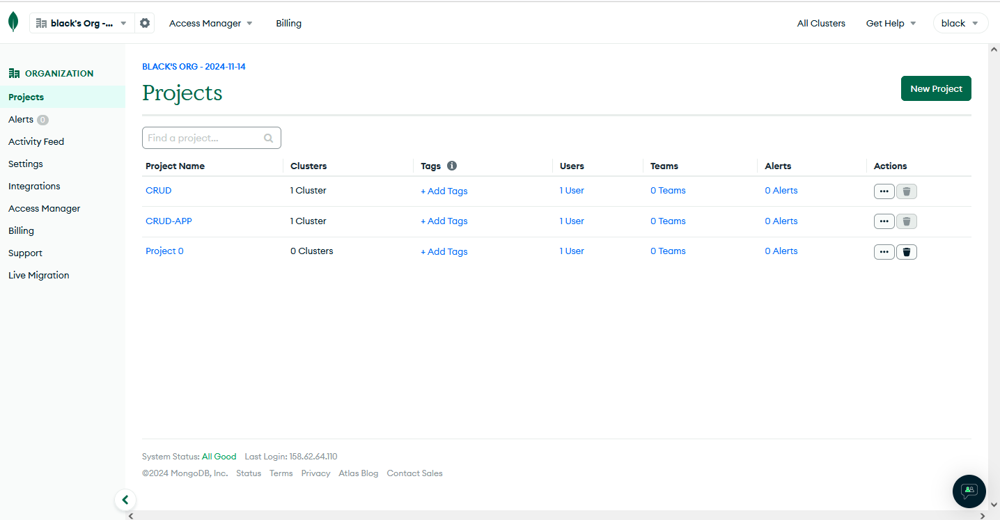 black's Org -... Access Manager Billing All Clusters Get Help black
ORGANIZATION
Projects
Alerts 0
Activity Feed
Settings
Integrations
Access Manager
Billing
Support
Live Migration
BLACK'S ORG - 2024-11-14
Projects
New Project
Find a project...
Project Name Clusters Tags Users Teams Alerts Actions
CRUD 1 Cluster + Add Tags 1 User 0 Teams 0 Alerts
CRUD-APP 1 Cluster + Add Tags 1 User 0 Teams 0 Alerts
Project 0 0 Clusters + Add Tags 1 User 0 Teams 0 Alerts
System Status: All Good Last Login: 158.62.64.110
©2024 MongoDB, Inc. Status Terms Privacy Atlas Blog Contact Sales